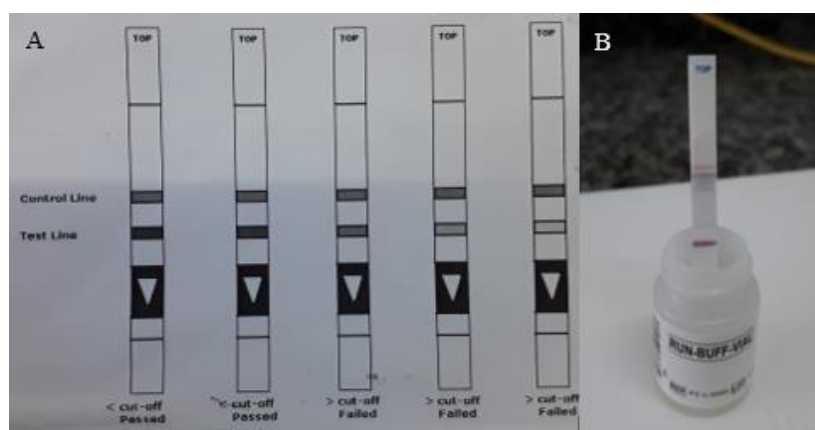 A
TOP
TOP
TOP
TOP
TOP
Control Line
Test Line
< cut-off
Passed
< cut-off
Passed
> cut-off
Failed
> cut-off
Failed
> cut-off
Failed
B
TOP
RUN-BUFF-VIAL